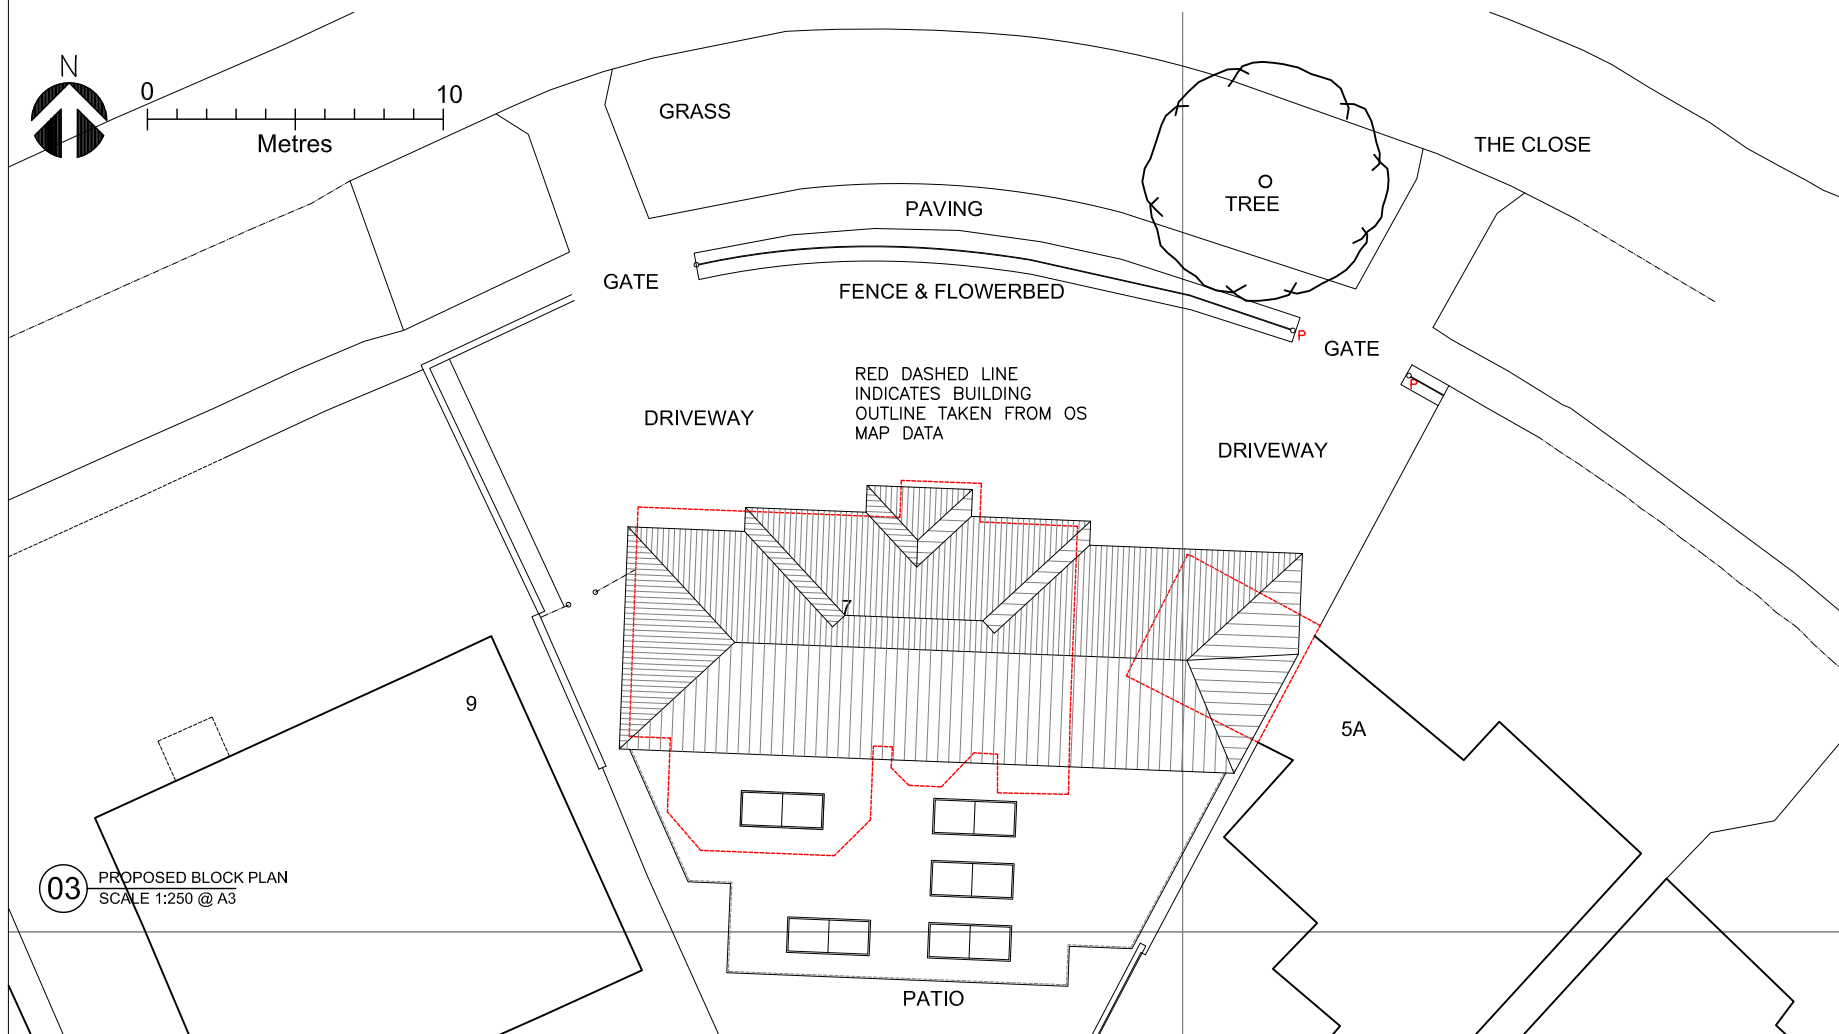 N
0 10
Metres
GRASS
THE CLOSE
TREE
PAVING
GATE
FENCE & FLOWERBED
P
GATE
P
RED DASHED LINE
INDICATES BUILDING
OUTLINE TAKEN FROM OS
MAP DATA
DRIVEWAY
DRIVEWAY
7
9
5A
03
PROPOSED BLOCK PLAN
SCALE 1:250 @ A3
PATIO